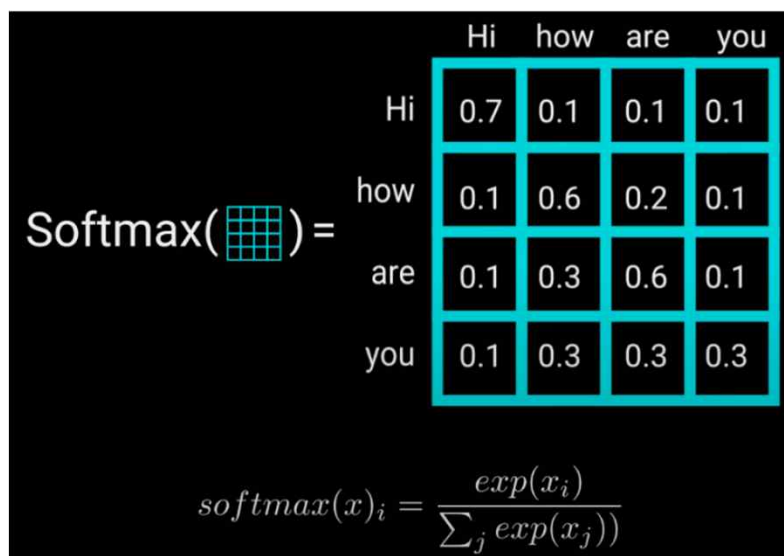 Hi how are you
Hi 0.7 0.1 0.1 0.1
how 0.1 0.6 0.2 0.1
Softmax( ) =
are 0.1 0.3 0.6 0.1
you 0.1 0.3 0.3 0.3
softmax(x)_i = exp(x_i) / ∑_j exp(x_j))